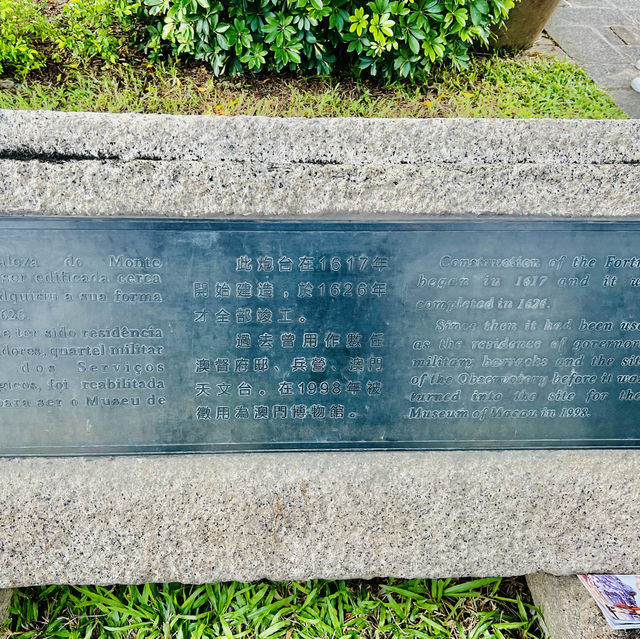 aleza do Monte
ser edificada cerca
dquiriu a sua forma
626.
e ter sido residência
dores, quartel militar
dos Serviços
gicos, foi reabilitada
para ser o Museu de
此炮台在1617年
開始建造，於1626年
才全部竣工。
過去曾用作數任
澳督府邸、兵營、澳門
天文台。在1998年被
徵用為澳門博物館。
Construction of the Fortr
began in 1617 and it w
completed in 1626.
Since then it had been us
as the residence of governor
military barracks and the sit
of the Observatory before it was
turned into the site for the
Museum of Macau in 1998.